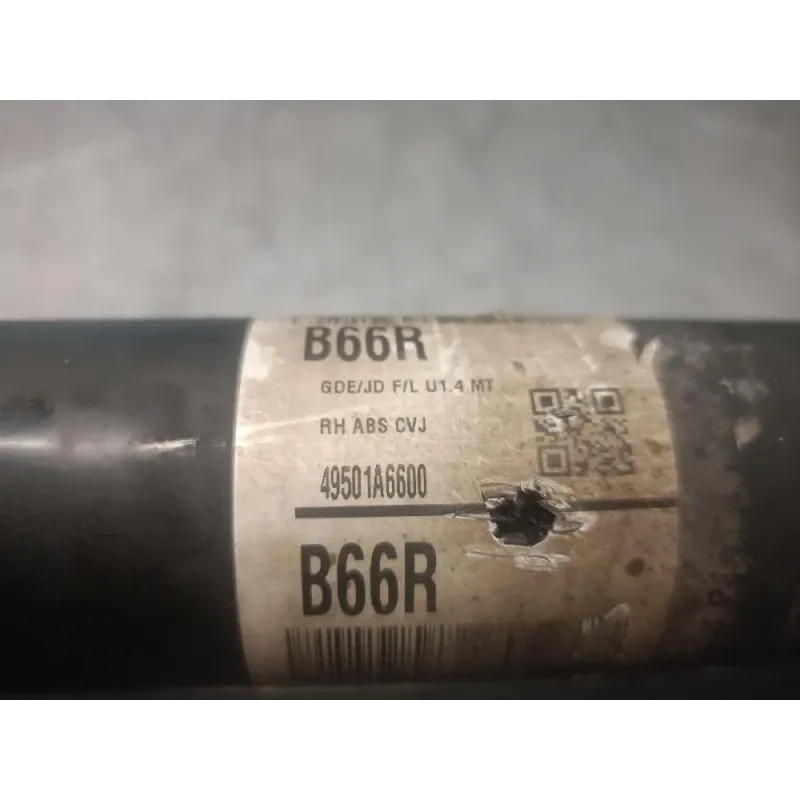 B66R
GDE/JD F/L U1.4 MT
RH ABS CVJ
49501A6600
B66R